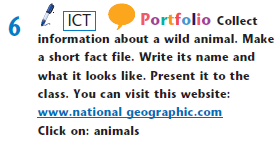 6 ICT Portfolio Collect
information about a wild animal. Make
a short fact file. Write its name and
what it looks like. Present it to the
class. You can visit this website:
www.national geographic.com
Click on: animals